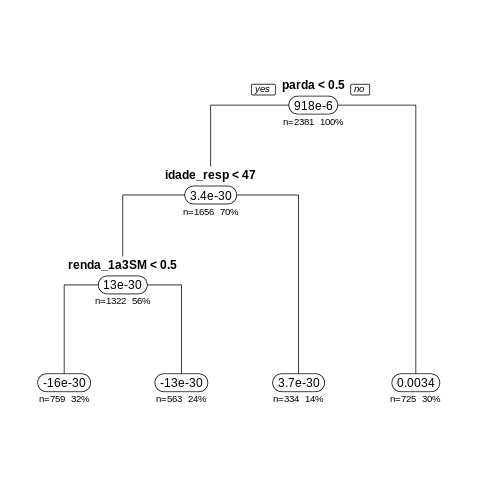 yes parda < 0.5 no
918e-6
n=2381 100%
idade_resp < 47
3.4e-30
n=1656 70%
renda_1a3SM < 0.5
13e-30
n=1322 56%
-16e-30 -13e-30 3.7e-30 0.0034
n=759 32% n=563 24% n=334 14% n=725 30%